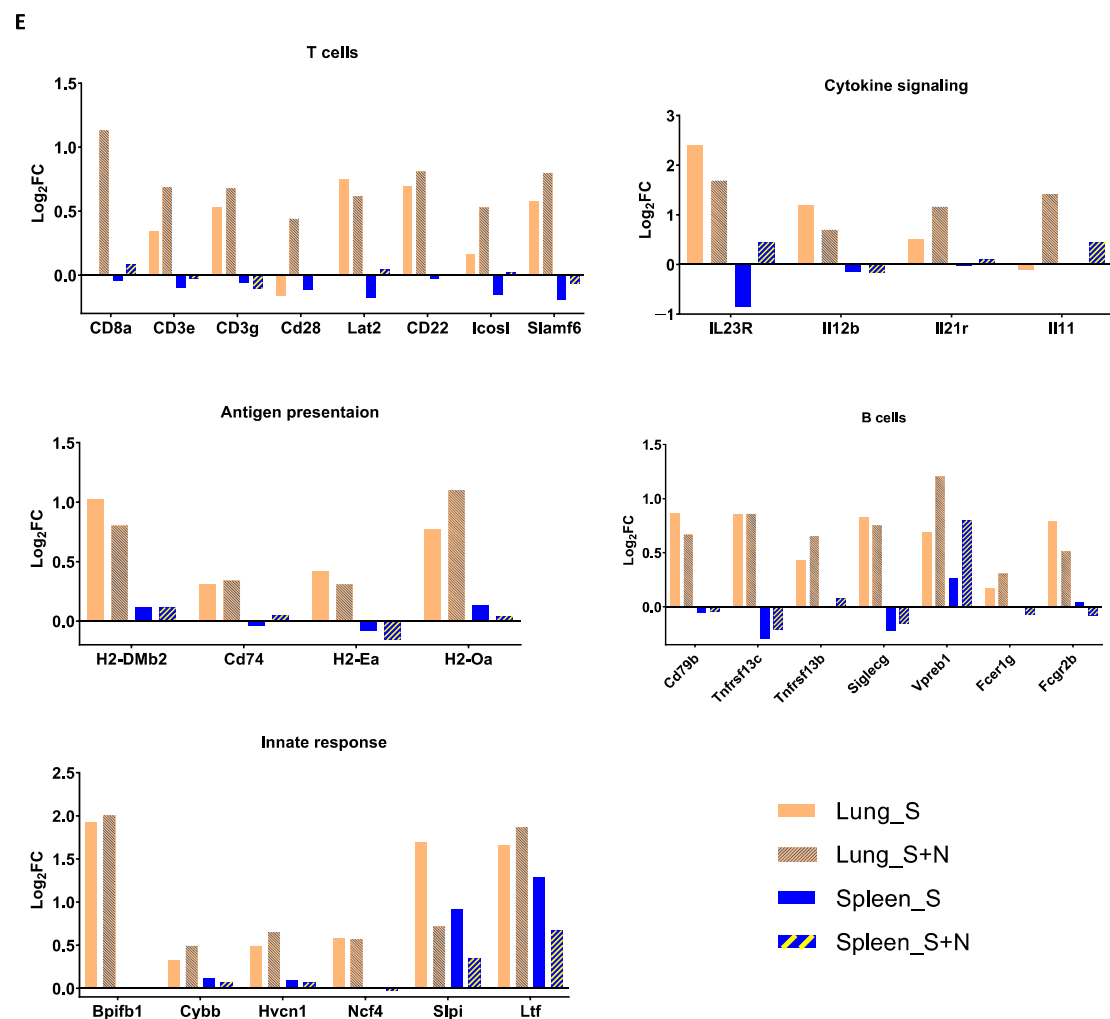 E
T cells
1.5
1.0
0.5
0.0
Log2FC
CD8a CD3e CD3g Cd28 Lat2 CD22 Icosl Slamf6
Cytokine signaling
3
2
1
0
−1
Log2FC
IL23R Il12b Il21r Il11
Antigen presentaion
1.5
1.0
0.5
0.0
Log2FC
H2-DMb2 Cd74 H2-Ea H2-Oa
B cells
1.5
1.0
0.5
0.0
Log2FC
Cd79b Tnfrsf13c Tnfrsf13b Siglecg Vpreb1 Fcer1g Fcgr2b
Innate response
2.5
2.0
1.5
1.0
0.5
0.0
Log2FC
Bpifb1 Cybb Hvcn1 Ncf4 Slpi Ltf
Lung_S
Lung_S+N
Spleen_S
Spleen_S+N